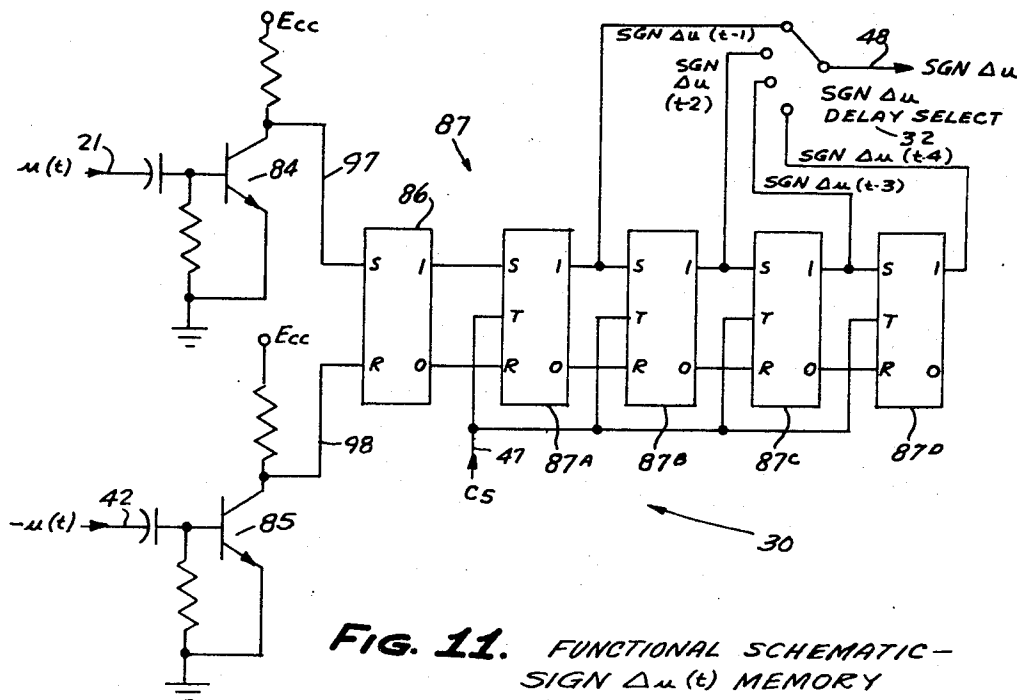 Ecc
SGN Δu (t-1)
48
SGN Δu
SGN
Δu
(t-2)
SGN Δu
DELAY SELECT
32
21
u(t)
84
97
87
SGN Δu (t-4)
SGN Δu (t-3)
86
S 1 S 1 S 1 S 1 S 1
T T T T
R 0 R 0 R 0 R 0 0
Ecc
98
47
C5
87A
87B
87C
87D
42
-u(t)
85
30
FIG. 11. FUNCTIONAL SCHEMATIC-
SIGN Δu (t) MEMORY